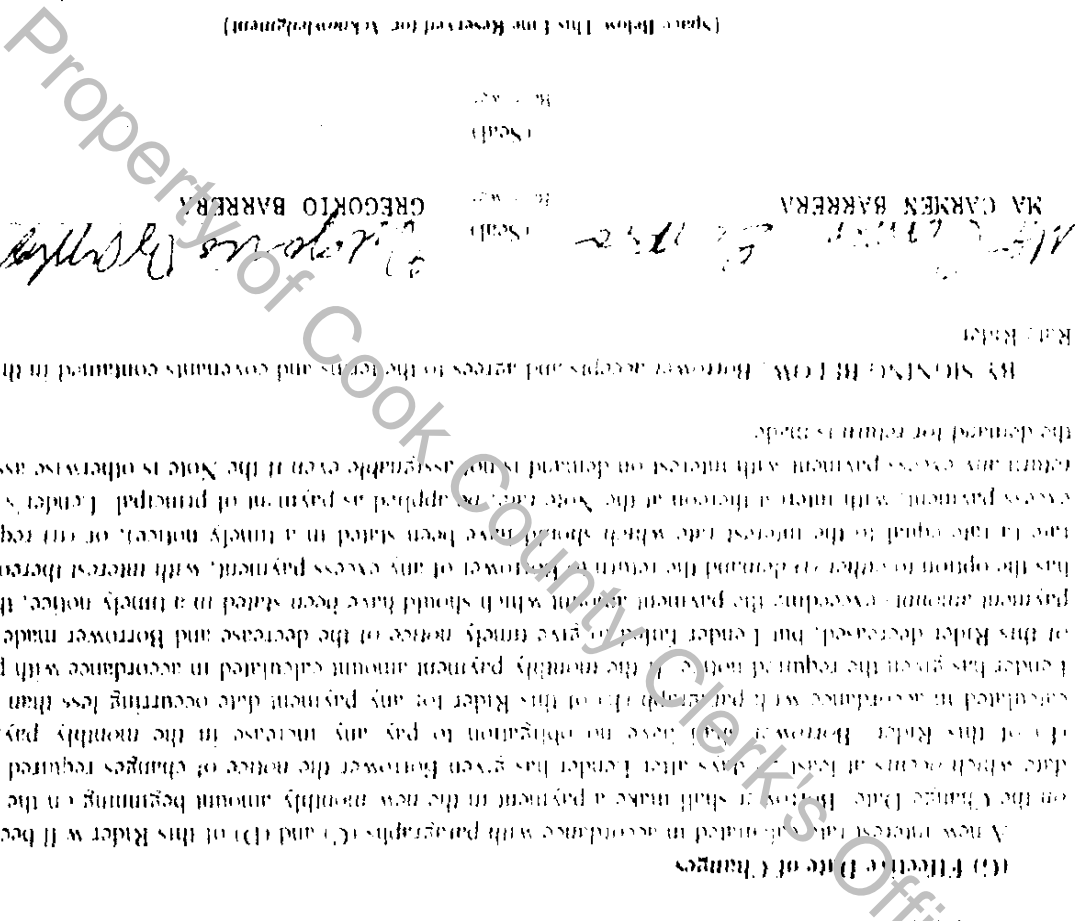 (G) Effective Date of Changes
A new interest rate calculated in accordance with paragraphs (C) and (D) of this Rider will bec
on the Change Date. Borrower shall make a payment in the new monthly amount beginning on the
date which occurs at least days after Lender has given Borrower the notice of changes required
(F) of this Rider. Borrower shall have no obligation to pay any increase in the monthly pay
calculated in accordance with paragraph (E) of this Rider for any payment date occurring less than
Lender has given the required notice. If the monthly payment amount calculated in accordance with p
of this Rider decreased, but Lender failed to give timely notice of the decrease and Borrower made
payment amounts exceeding the payment amount which should have been stated in a timely notice, th
has the option to either (i) demand the return to Borrower of any excess payment, with interest thereo
rate (a rate equal to the interest rate which should have been stated in a timely notice), or (ii) req
excess payment, with interest thereon at the Note rate, be applied as payment of principal. Lender's
return any excess payment with interest on demand is not assignable even if the Note is otherwise ass
the demand for return is made.
BY SIGNING BELOW, Borrower accepts and agrees to the terms and covenants contained in th
Rate Rider.
(Seal)
MA CARMEN BARRERA Borrower
Gregorio Barrera (Seal)
GREGORIO BARRERA Borrower
(Seal)
Borrower
(Space Below This Line Reserved for Acknowledgment)
Property of Cook County Clerk's Offi